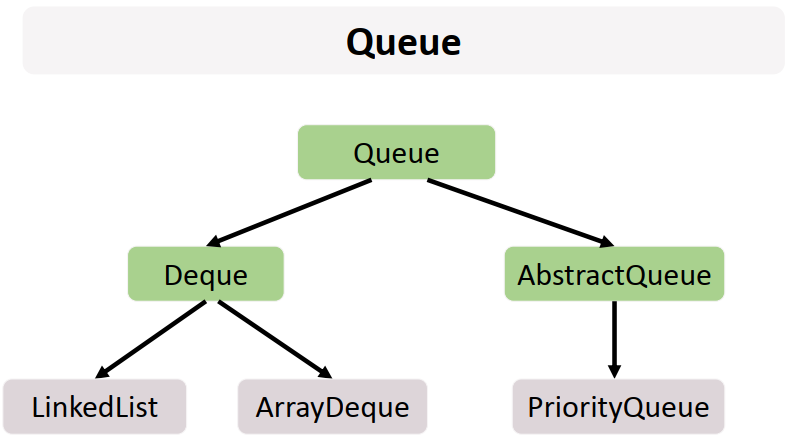 Queue
Queue
Deque
AbstractQueue
LinkedList
ArrayDeque
PriorityQueue